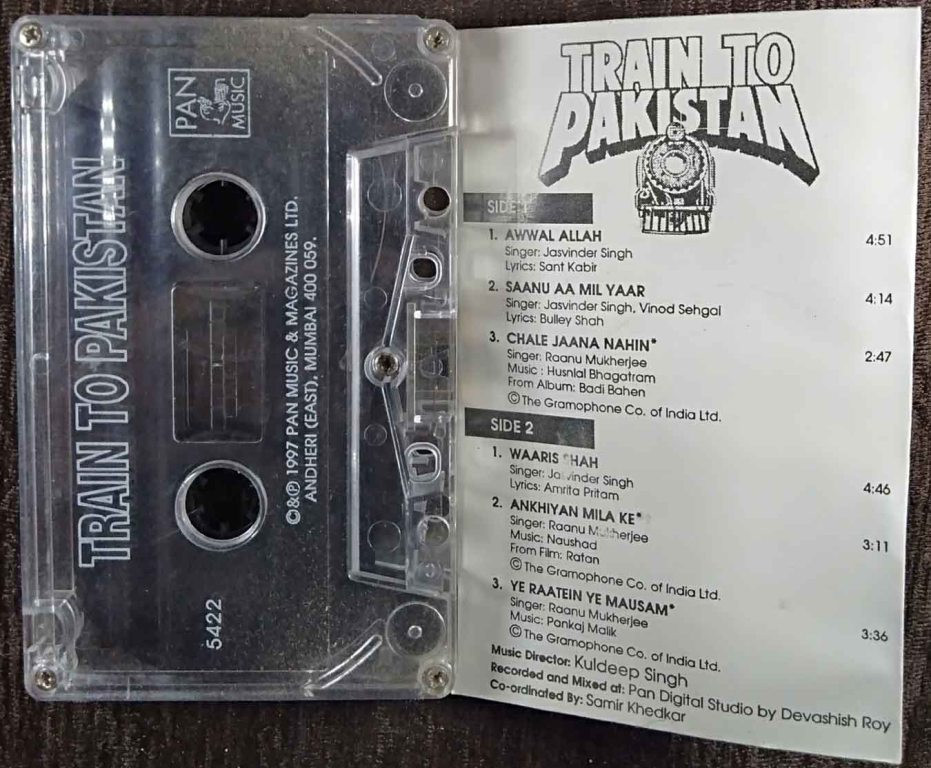 PAN
MUSIC
TRAIN TO PAKISTAN
©&℗ 1997 PAN MUSIC & MAGAZINES LTD.
ANDHERI (EAST), MUMBAI 400 059.
5422
TRAIN TO
PAKISTAN
SIDE 1
1. AWWAL ALLAH 4:51
Singer: Jasvinder Singh
Lyrics: Sant Kabir
2. SAANU AA MIL YAAR 4:14
Singer: Jasvinder Singh, Vinod Sehgal
Lyrics: Bulley Shah
3. CHALE JAANA NAHIN* 2:47
Singer: Raanu Mukherjee
Music : Husnlal Bhagatram
From Album: Badi Bahen
©The Gramophone Co. of India Ltd.
SIDE 2
1. WAARIS SHAH
Singer: Jasvinder Singh 4:46
Lyrics: Amrita Pritam
2. ANKHIYAN MILA KE*
Singer: Raanu Mukherjee 3:11
Music: Naushad
From Film: Ratan
©The Gramophone Co. of India Ltd.
3. YE RAATEIN YE MAUSAM*
Singer: Raanu Mukherjee 3:36
Music: Pankaj Malik
©The Gramophone Co. of India Ltd.
Music Director: Kuldeep Singh
Recorded and Mixed at: Pan Digital Studio by Devashish Roy
Co-ordinated By: Samir Khedkar